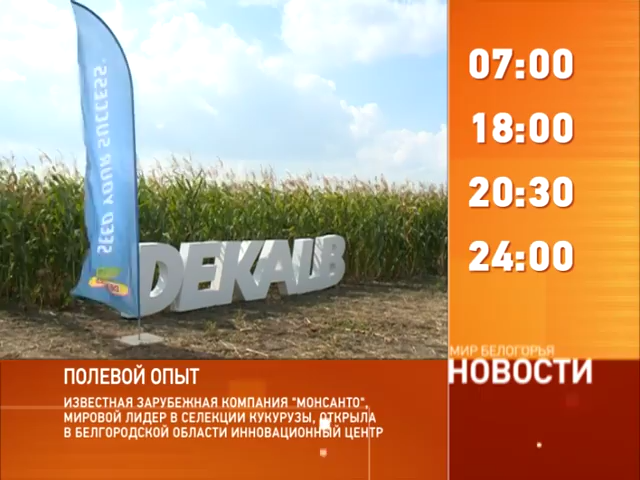 SEED YOUR SUCCESS.
DEKALB
07:00
18:00
20:30
24:00
МИР БЕЛОГОРЬЯ
НОВОСТИ
ПОЛЕВОЙ ОПЫТ
ИЗВЕСТНАЯ ЗАРУБЕЖНАЯ КОМПАНИЯ "МОНСАНТО",
МИРОВОЙ ЛИДЕР В СЕЛЕКЦИИ КУКУРУЗЫ, ОТКРЫЛА
В БЕЛГОРОДСКОЙ ОБЛАСТИ ИННОВАЦИОННЫЙ ЦЕНТР